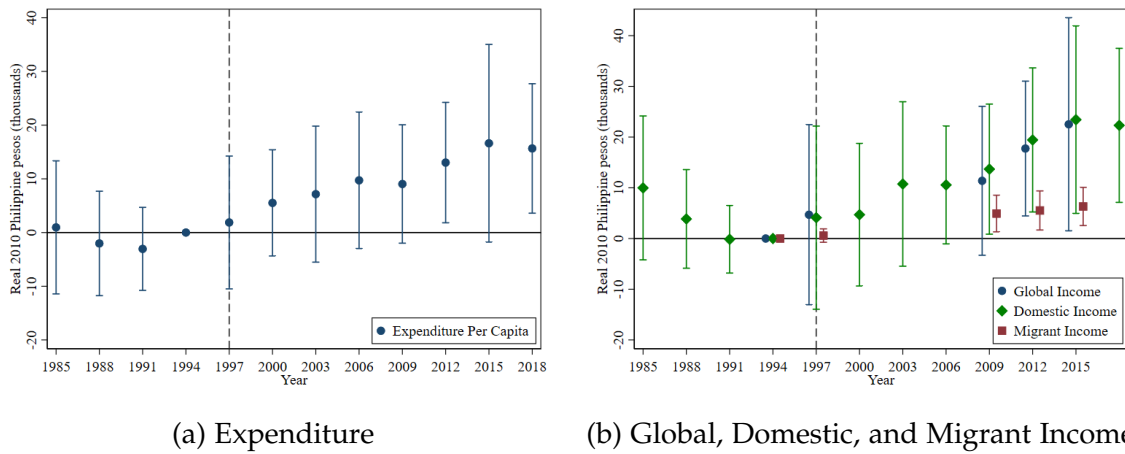 Real 2010 Philippine pesos (thousands)
40
30
20
10
0
-10
-20
Expenditure Per Capita
1985 1988 1991 1994 1997 2000 2003 2006 2009 2012 2015 2018
Year
(a) Expenditure
Real 2010 Philippine pesos (thousands)
40
30
20
10
0
-10
-20
Global Income
Domestic Income
Migrant Income
1985 1988 1991 1994 1997 2000 2003 2006 2009 2012 2015
Year
(b) Global, Domestic, and Migrant Income